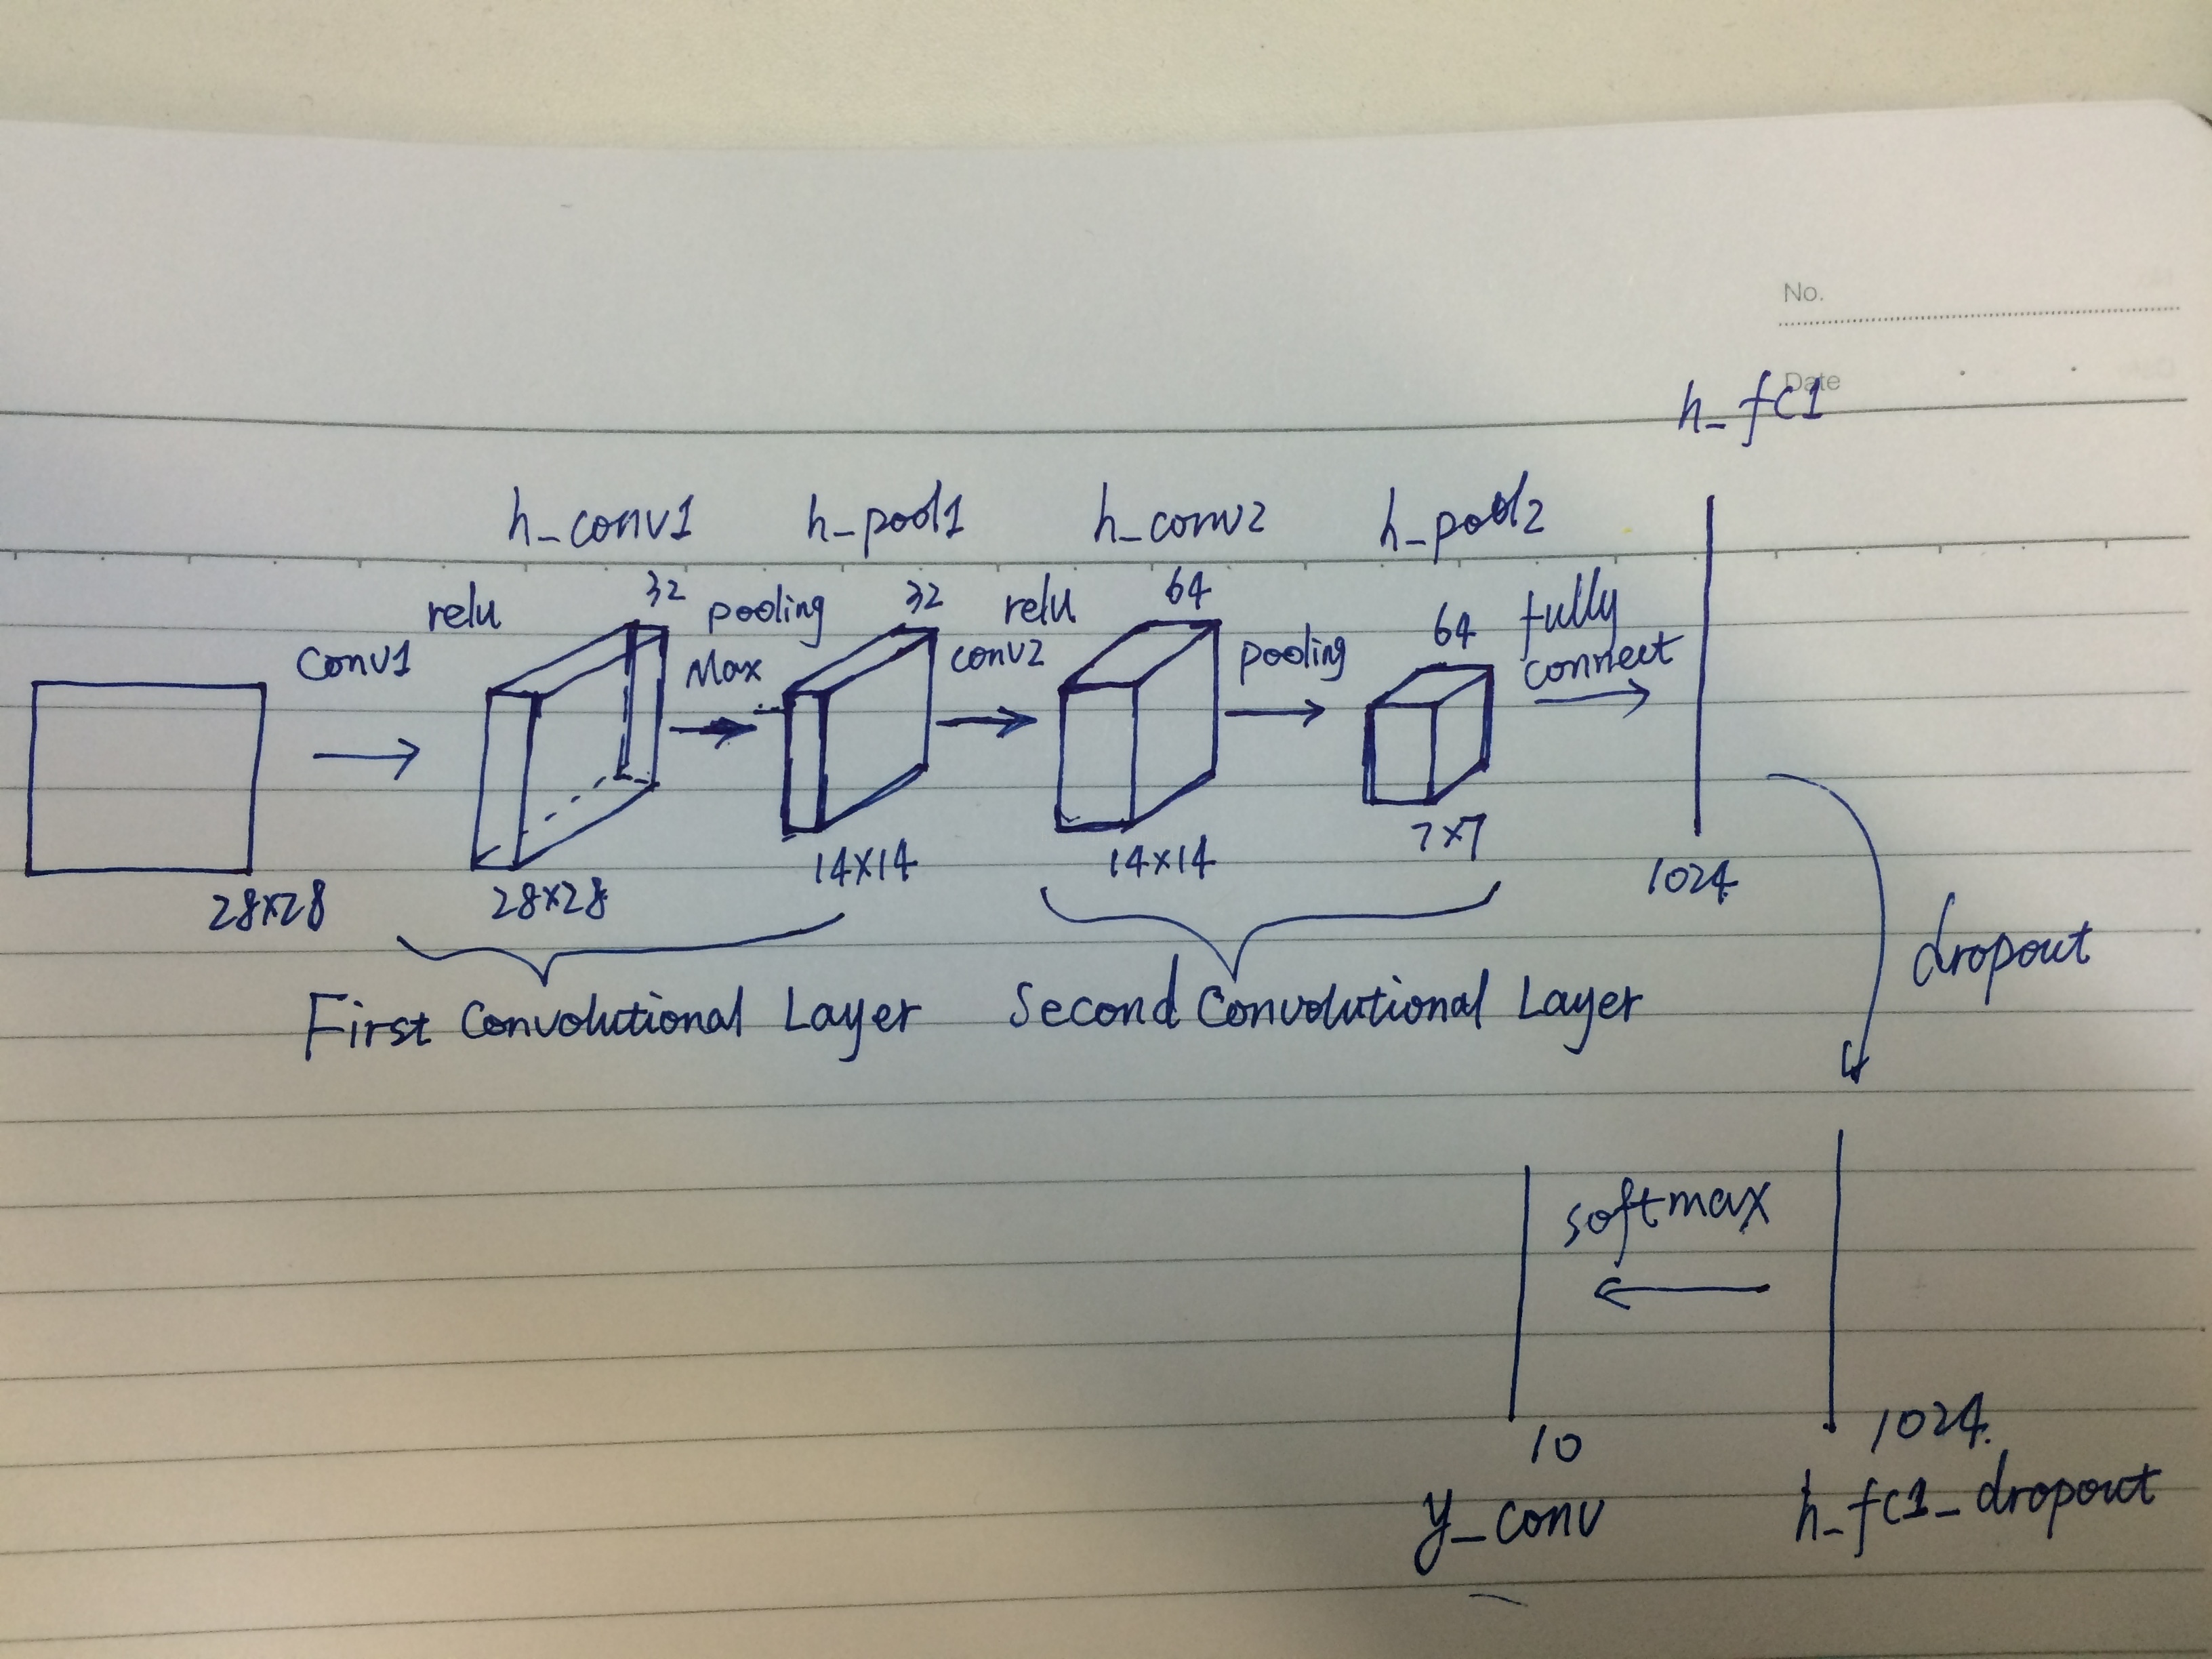 No.
Date
h_fc1
h_conv1 h_pool1 h_conv2 h_pool2
relu 32 pooling 32 relu 64 64 fully
conv1 Max conv2 pooling connect
28x28 28x28 14x14 14x14 7x7 1024
First Convolutional Layer Second Convolutional Layer
dropout
softmax
10 1024
y_conv h_fc1_dropout